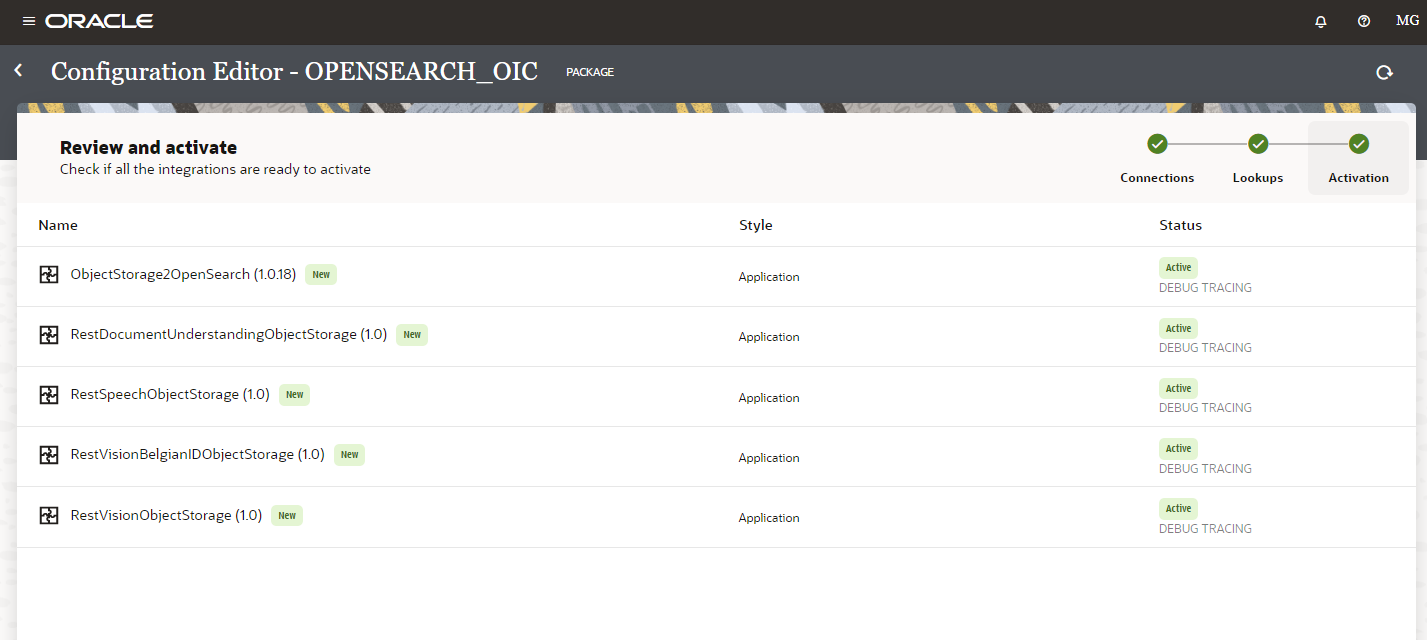 ORACLE
MG
Configuration Editor - OPENSEARCH_OIC PACKAGE
Review and activate
Check if all the integrations are ready to activate
Connections Lookups Activation
Name Style Status
ObjectStorage2OpenSearch (1.0.18) New Application Active
DEBUG TRACING
RestDocumentUnderstandingObjectStorage (1.0) New Application Active
DEBUG TRACING
RestSpeechObjectStorage (1.0) New Application Active
DEBUG TRACING
RestVisionBelgianIDObjectStorage (1.0) New Application Active
DEBUG TRACING
RestVisionObjectStorage (1.0) New Application Active
DEBUG TRACING